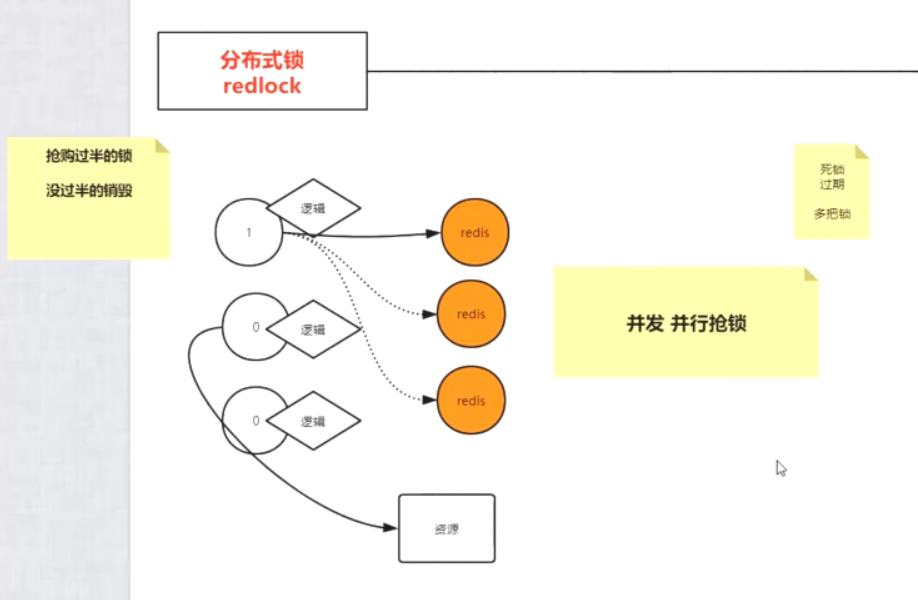 分布式锁
redlock
抢购过半的锁
没过半的销毁
死锁
过期
多把锁
1
逻辑
redis
0
逻辑
redis
0
逻辑
redis
并发 并行抢锁
资源